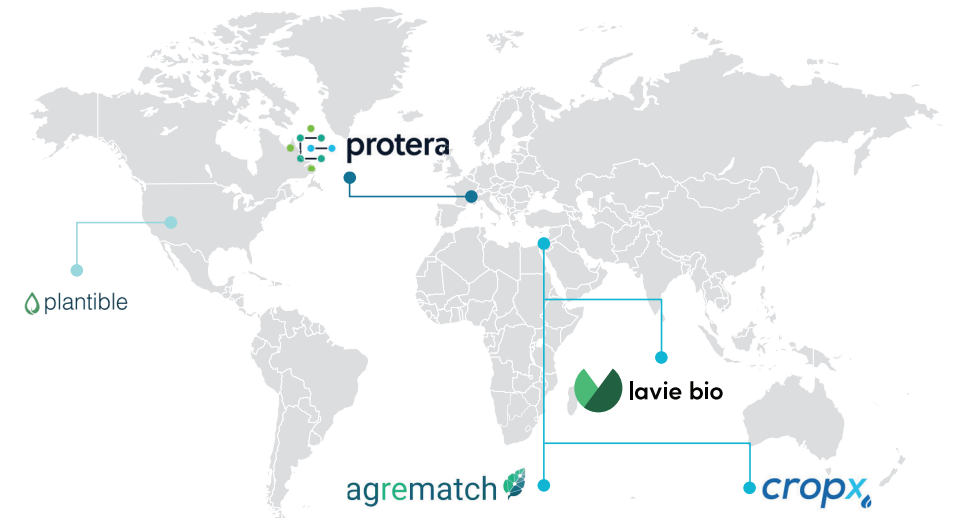 protera
plantible
lavie bio
agrematch
cropx